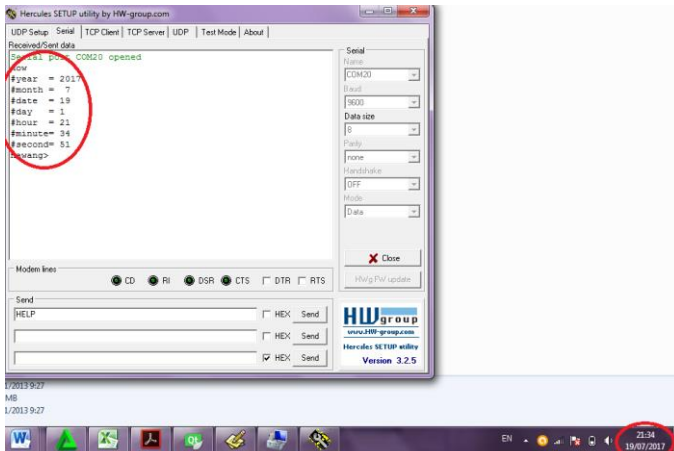 Hercules SETUP utility by HW-group.com
UDP Setup Serial TCP Client TCP Server UDP Test Mode About
Received/Sent data
Serial port COM20 opened
now
#year = 2017
#month = 7
#date = 19
#day = 1
#hour = 21
#minute= 34
#second= 51
Serial
Name
COM20
Baud
9600
Data size
8
Parity
none
Handshake
OFF
Mode
Data
Close
HWg FW update
Modem lines
CD RI DSR CTS DTR RTS
Send
HELP HEX Send
HEX Send
HEX Send
HWgroup
www.HW-group.com
Hercules SETUP utility
Version 3.2.5
1/2013 9:27
MB
1/2013 9:27
EN 21:34
19/07/2017